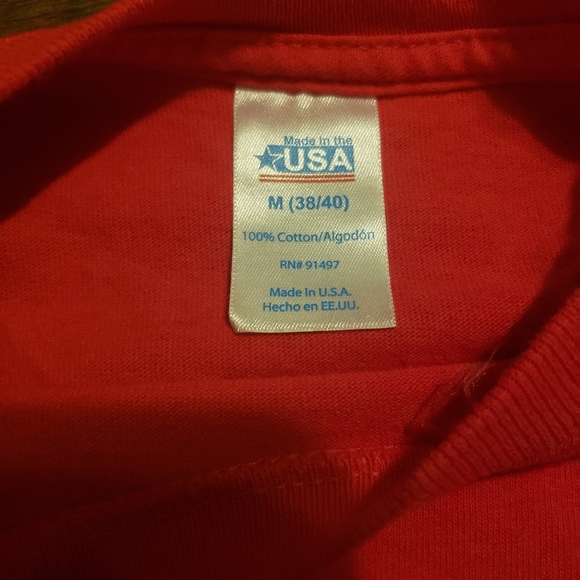 Made in the
USA
M (38/40)
100% Cotton/Algodón
RN# 91497
Made In U.S.A.
Hecho en EE.UU.